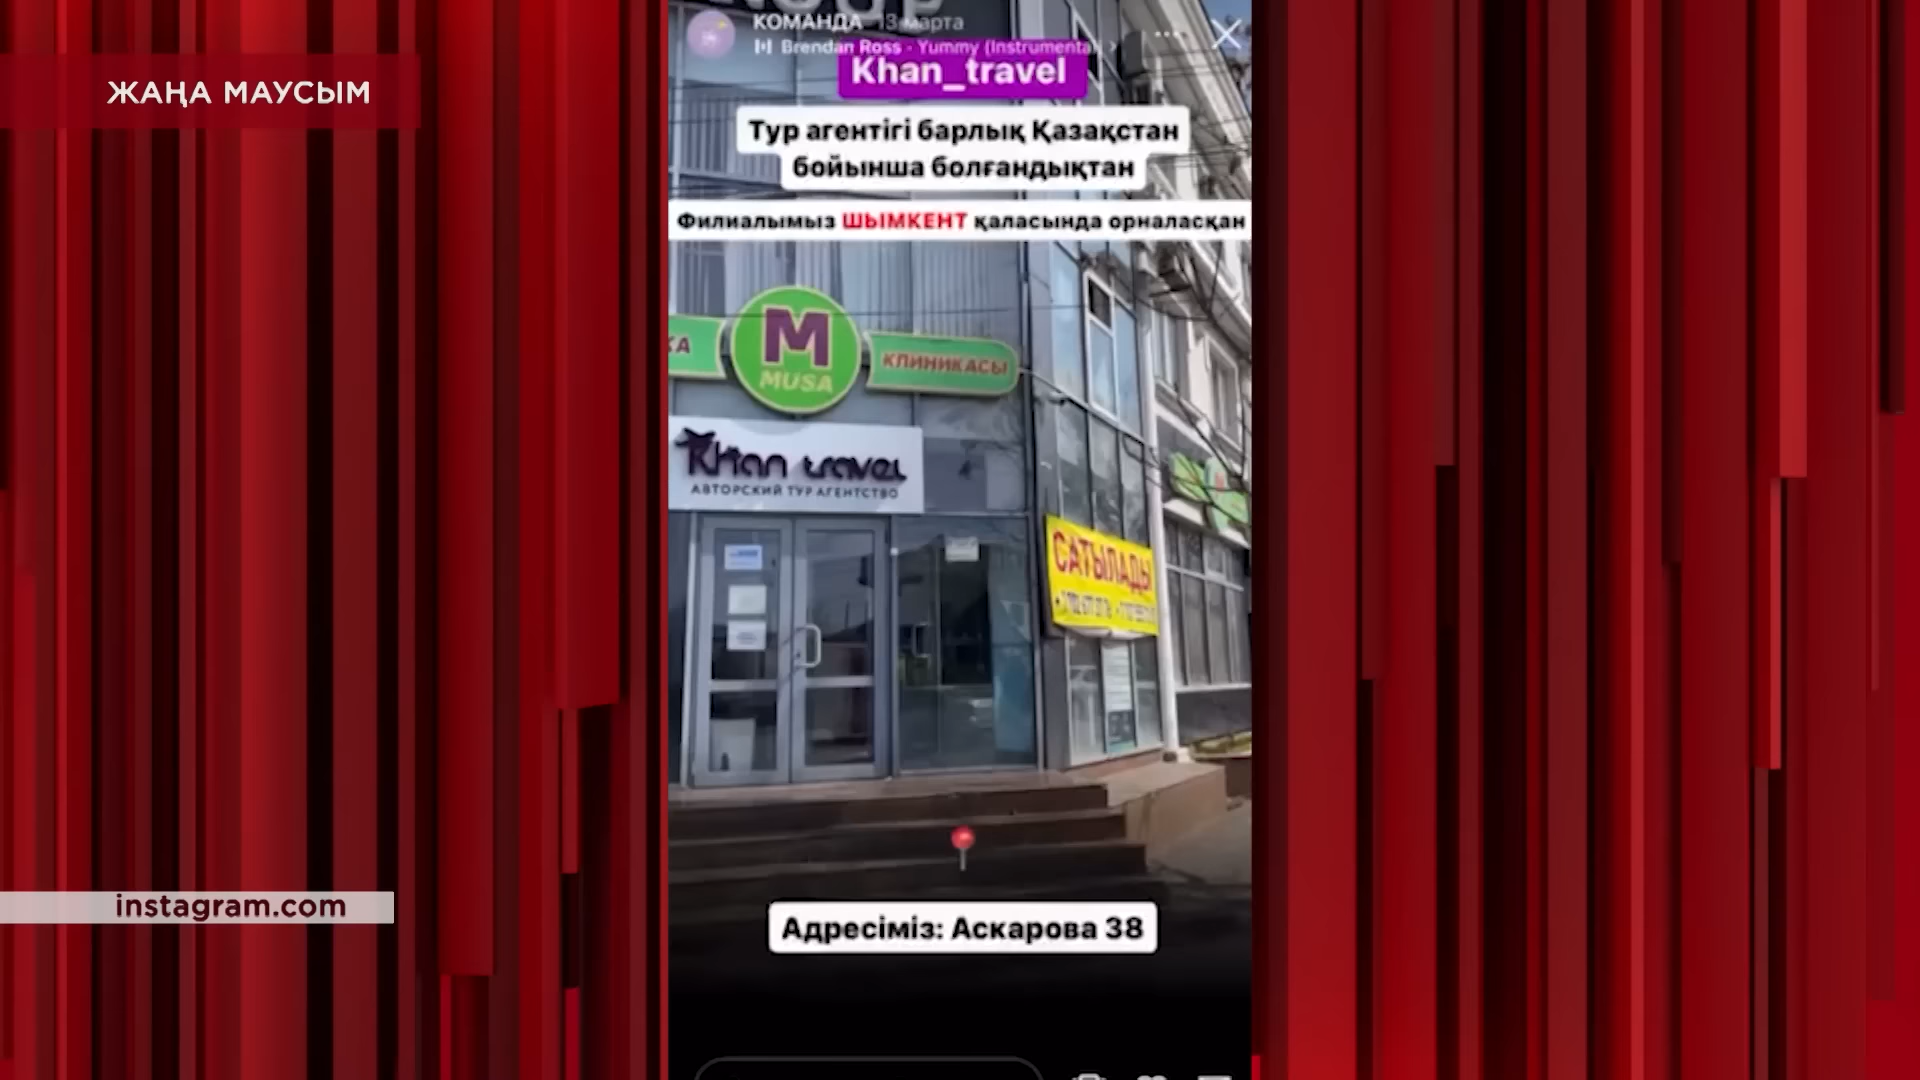 ЖАҢА МАУСЫМ
КОМАНДА 13 марта
Brendan Ross · Yummy (Instrumental)
Khan_travel
Тур агентігі барлық Қазақстан
бойынша болғандықтан
Филиалымыз ШЫМКЕНТ қаласында орналасқан
M
MUSA
КЛИНИКАСЫ
Khan travel
АВТОРСКИЙ ТУР АГЕНТСТВО
САТЫЛАДЫ
Адресіміз: Аскарова 38
instagram.com